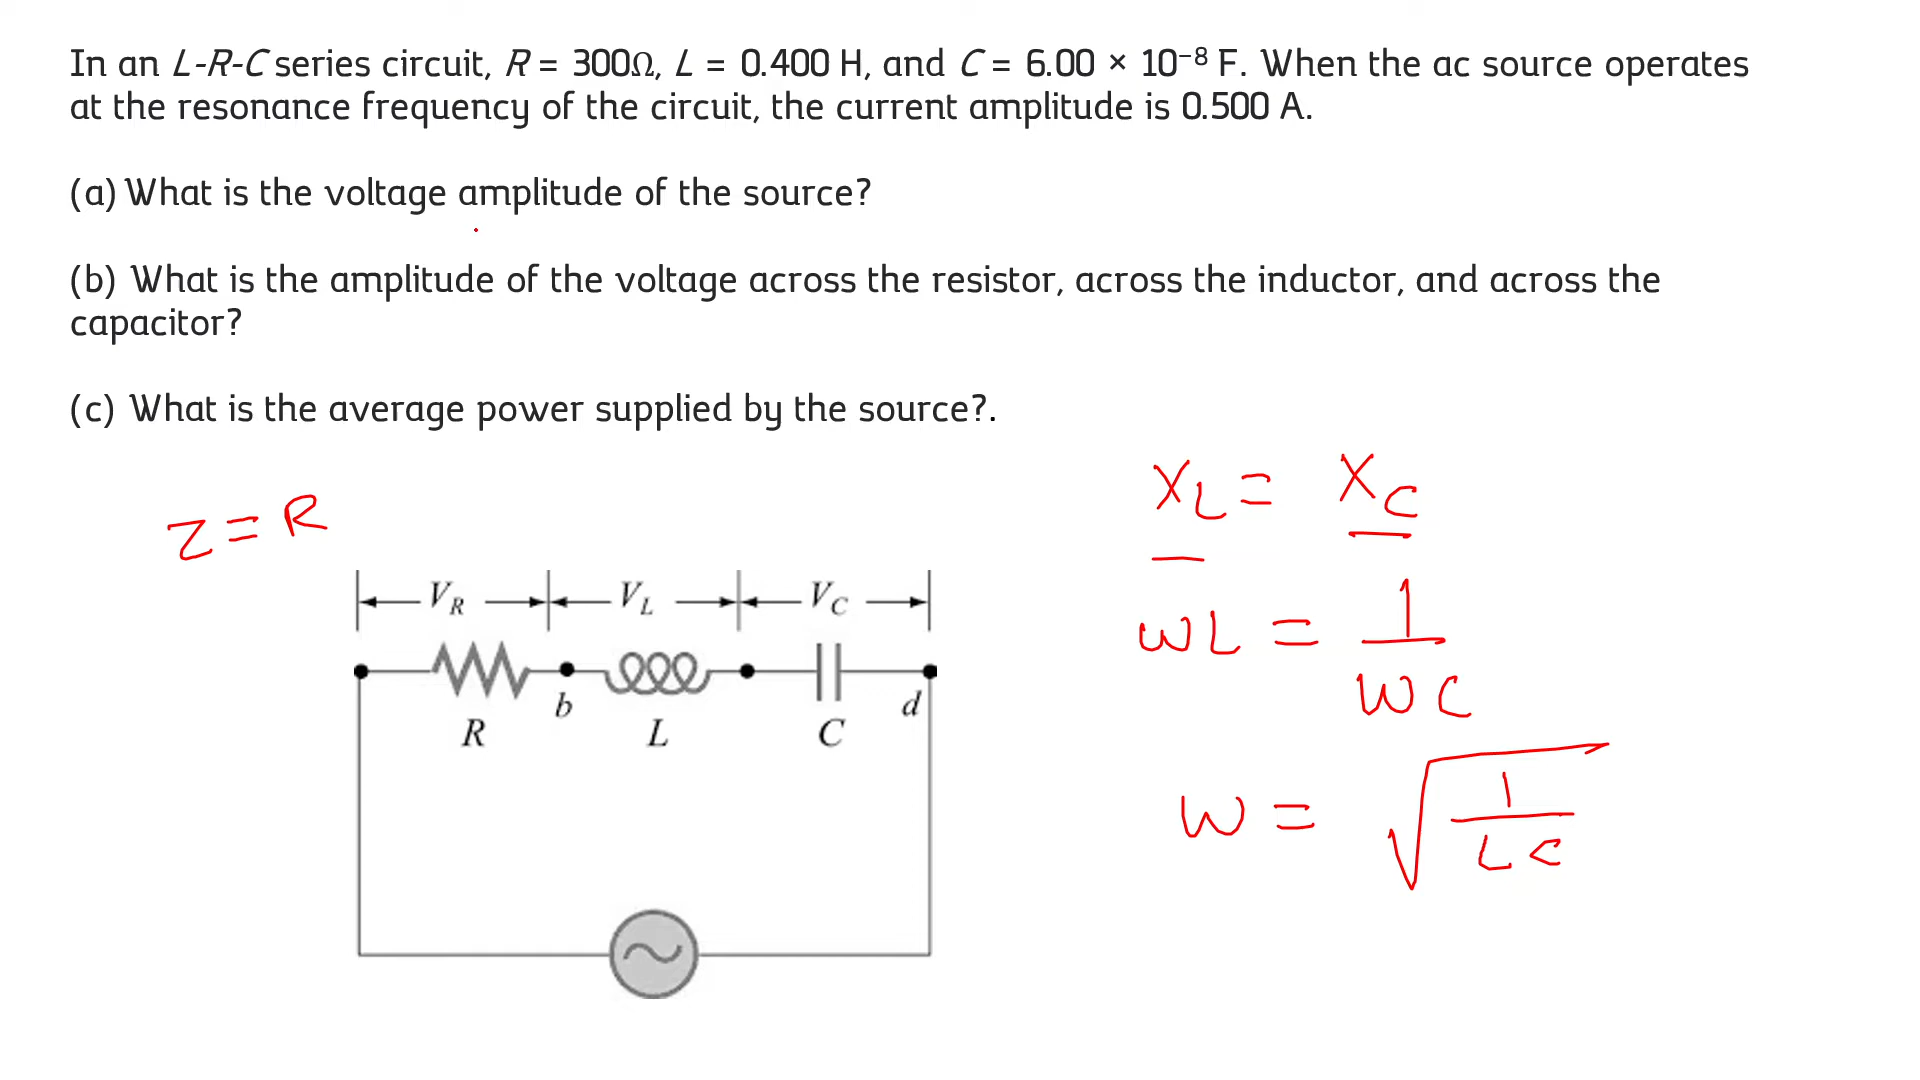 In an L-R-C series circuit, R = 300Ω, L = 0.400 H, and C = 6.00 × 10⁻⁸ F. When the ac source operates
at the resonance frequency of the circuit, the current amplitude is 0.500 A.
(a) What is the voltage amplitude of the source?
(b) What is the amplitude of the voltage across the resistor, across the inductor, and across the
capacitor?
(c) What is the average power supplied by the source?.
Z = R
V_R V_L V_C
b d
R L C
X_L = X_C
WL = 1/WC
W = √(1/LC)